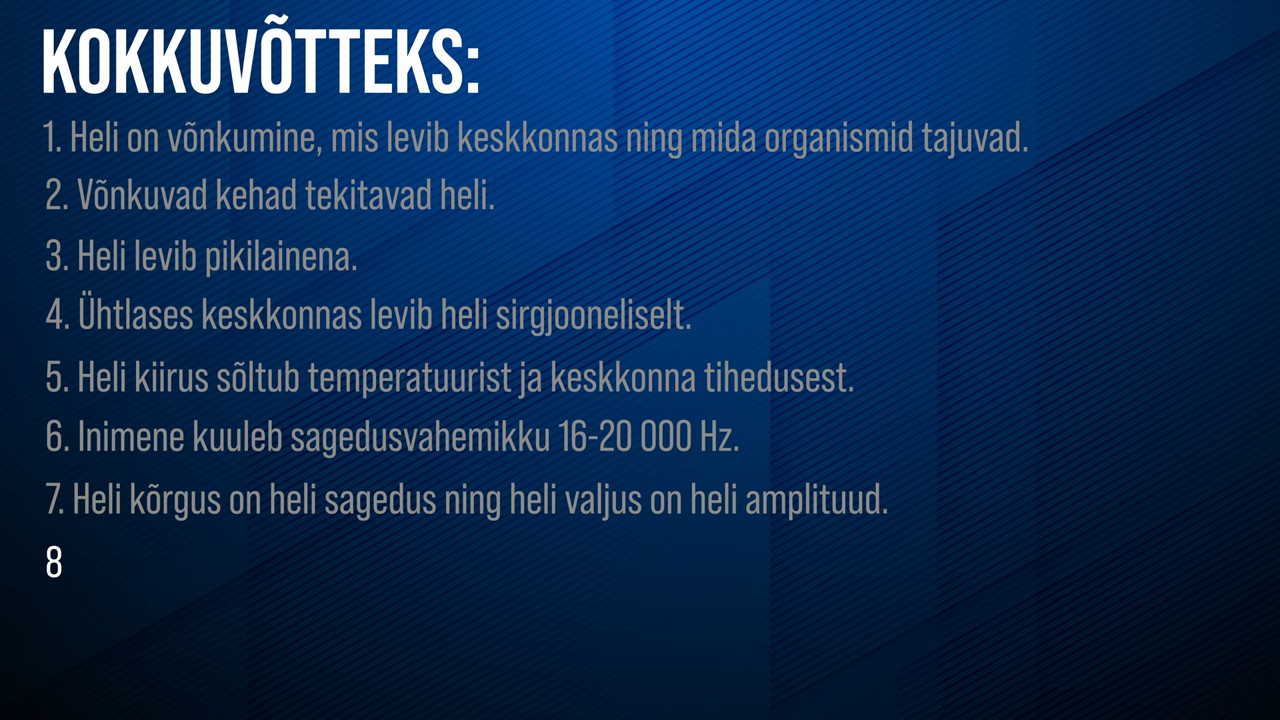 KOKKUVÕTTEKS:
1. Heli on võnkumine, mis levib keskkonnas ning mida organismid tajuvad.
2. Võnkuvad kehad tekitavad heli.
3. Heli levib pikilainena.
4. Ühtlases keskkonnas levib heli sirgjooneliselt.
5. Heli kiirus sõltub temperatuurist ja keskkonna tihedusest.
6. Inimene kuuleb sagedusvahemikku 16-20 000 Hz.
7. Heli kõrgus on heli sagedus ning heli valjus on heli amplituud.
8